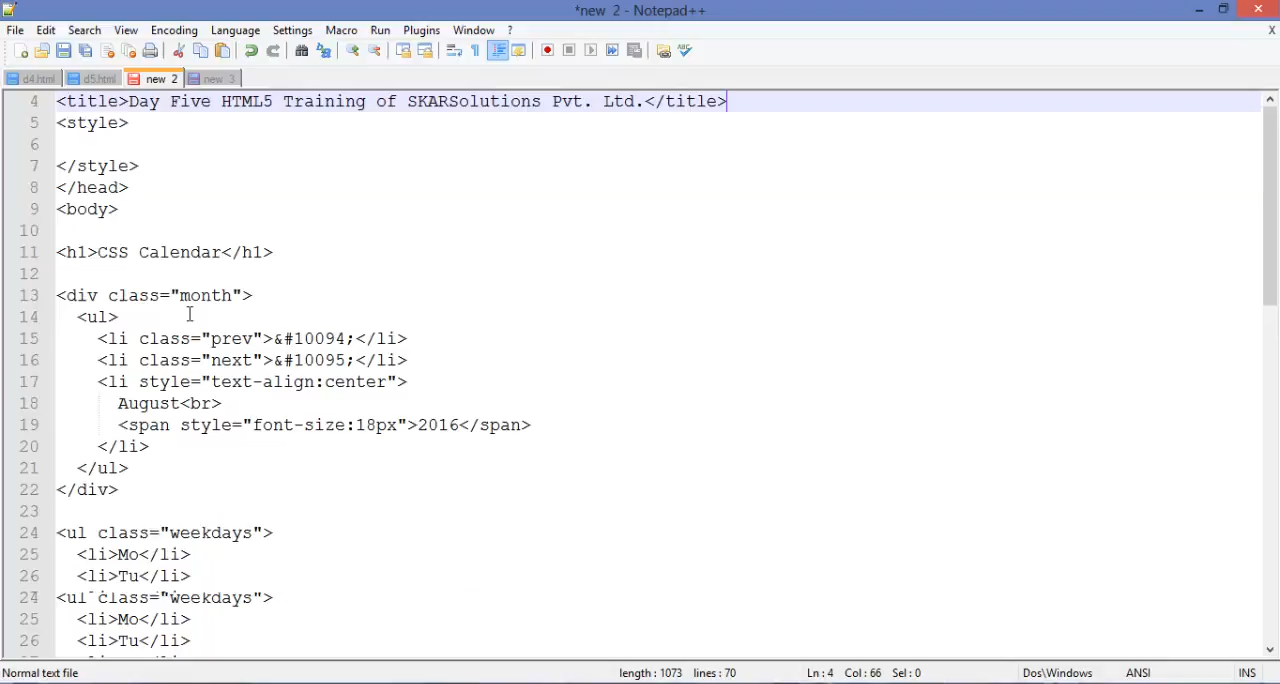 *new  2 - Notepad++
File Edit Search View Encoding Language Settings Macro Run Plugins Window ? X
d4.html d5.html new  2 new  3
4 <title>Day Five HTML5 Training of SKARSolutions Pvt. Ltd.</title>
5 <style>
6
7 </style>
8 </head>
9 <body>
10
11 <h1>CSS Calendar</h1>
12
13 <div class="month">
14   <ul>
15     <li class="prev">&#10094;</li>
16     <li class="next">&#10095;</li>
17     <li style="text-align:center">
18       August<br>
19       <span style="font-size:18px">2016</span>
20     </li>
21   </ul>
22 </div>
23
24 <ul class="weekdays">
25   <li>Mo</li>
26   <li>Tu</li>
24 <ul class="weekdays">
25   <li>Mo</li>
26   <li>Tu</li>
Normal text file length : 1073 lines : 70 Ln : 4 Col : 66 Sel : 0 Dos\Windows ANSI INS